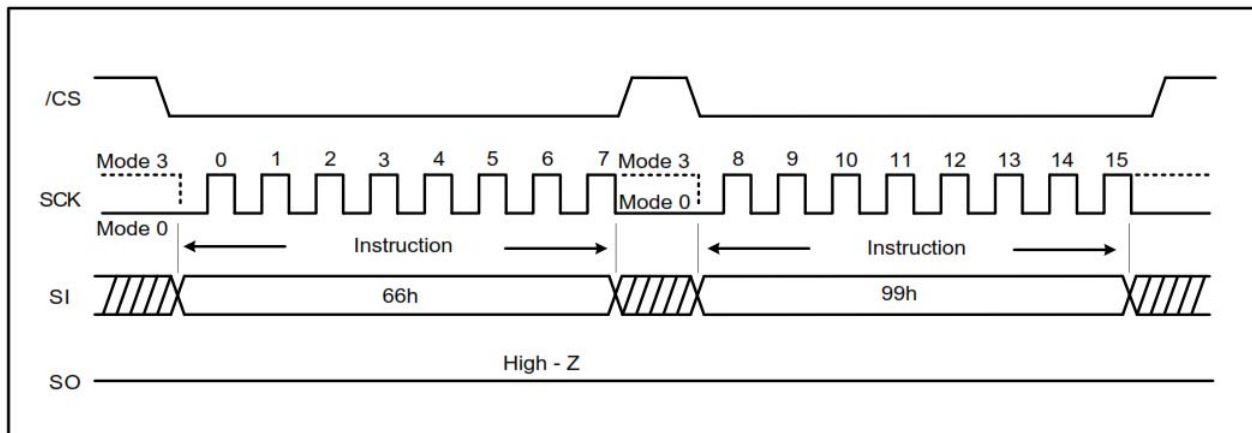 /CS
Mode 3 0 1 2 3 4 5 6 7 Mode 3 8 9 10 11 12 13 14 15
SCK
Mode 0
Mode 0
Instruction Instruction
SI 66h 99h
High - Z
SO